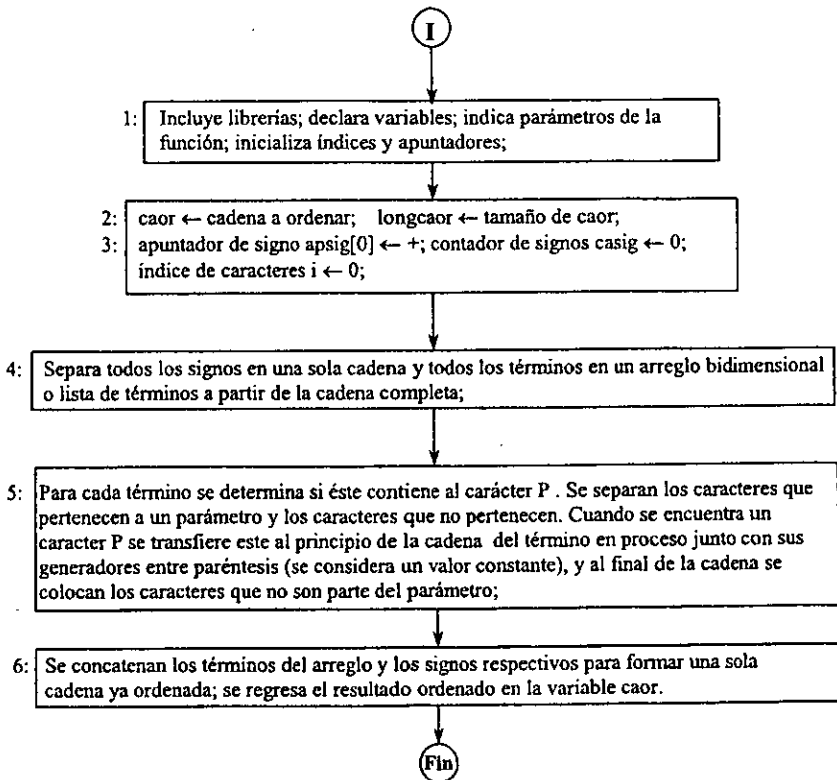 I
1: Incluye librerías; declara variables; indica parámetros de la
función; inicializa índices y apuntadores;
2: caor ← cadena a ordenar; longcaor ← tamaño de caor;
3: apuntador de signo apsig[0] ← +; contador de signos casig ← 0;
índice de caracteres i ← 0;
4: Separa todos los signos en una sola cadena y todos los términos en un arreglo bidimensional
o lista de términos a partir de la cadena completa;
5: Para cada término se determina si éste contiene al carácter P . Se separan los caracteres que
pertenecen a un parámetro y los caracteres que no pertenecen. Cuando se encuentra un
caracter P se transfiere este al principio de la cadena del término en proceso junto con sus
generadores entre paréntesis (se considera un valor constante), y al final de la cadena se
colocan los caracteres que no son parte del parámetro;
6: Se concatenan los términos del arreglo y los signos respectivos para formar una sola
cadena ya ordenada; se regresa el resultado ordenado en la variable caor.
Fin